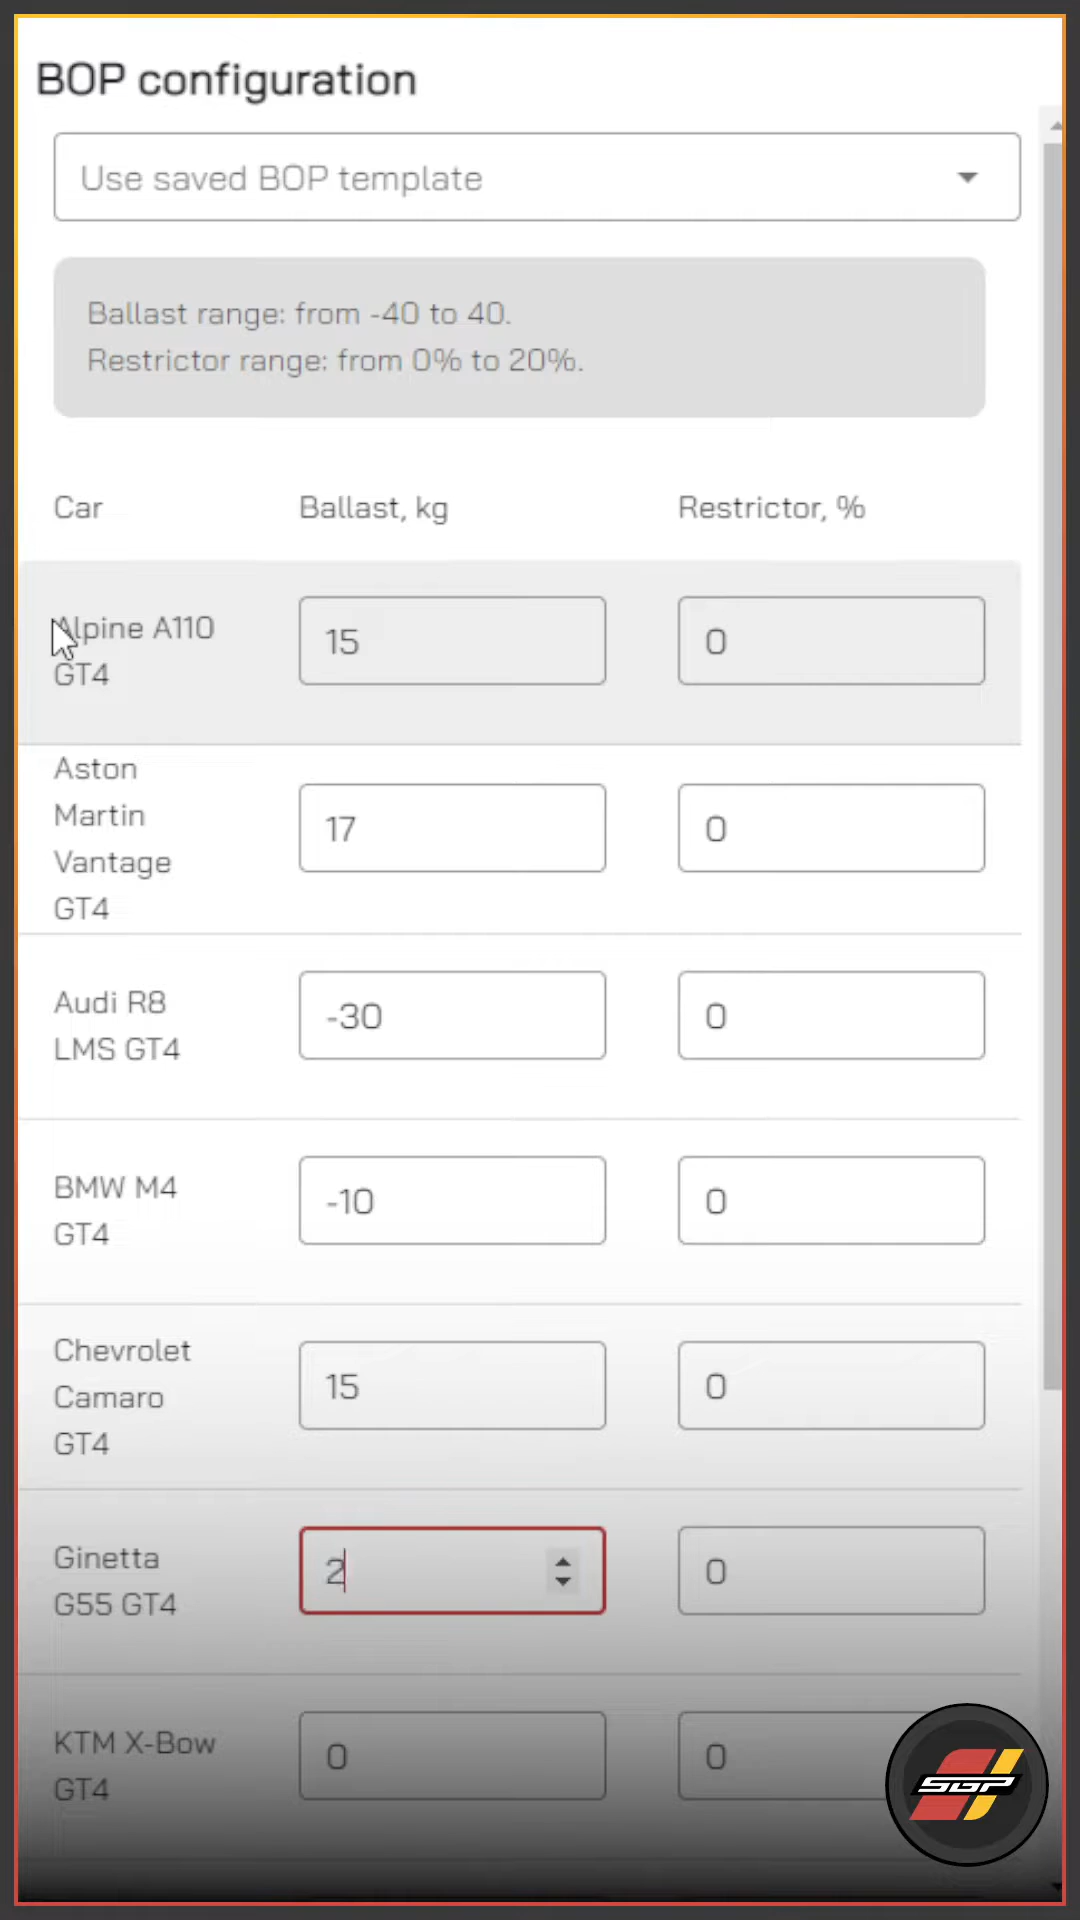 BOP configuration
Use saved BOP template
Ballast range: from -40 to 40.
Restrictor range: from 0% to 20%.
Car Ballast, kg Restrictor, %
Alpine A110
GT4
15 0
Aston
Martin
Vantage
GT4
17 0
Audi R8
LMS GT4
-30 0
BMW M4
GT4
-10 0
Chevrolet
Camaro
GT4
15 0
Ginetta
G55 GT4
2 0
KTM X-Bow
GT4
0 0
SGP